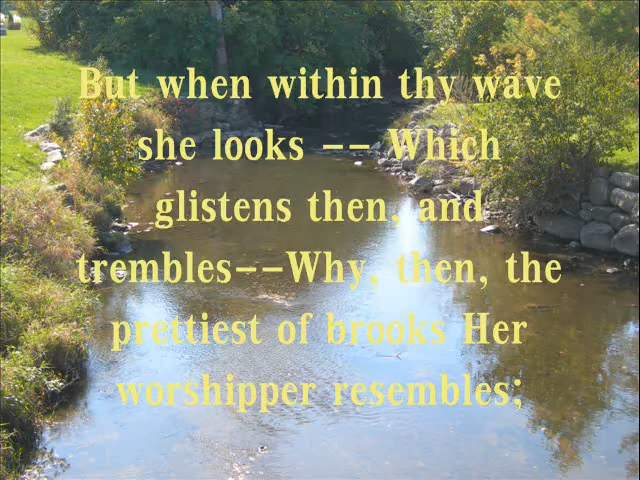 But when within thy wave
she looks -- Which
glistens then, and
trembles--Why, then, the
prettiest of brooks Her
worshipper resembles;